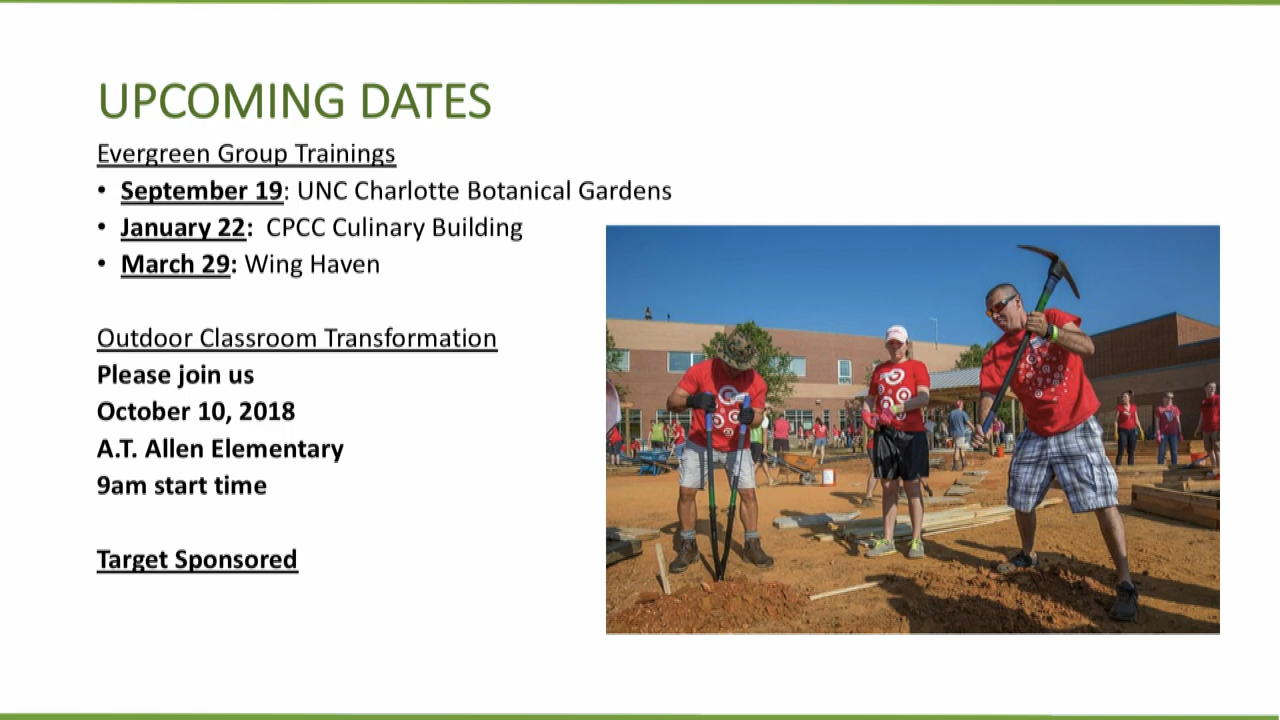 UPCOMING DATES
Evergreen Group Trainings
• September 19: UNC Charlotte Botanical Gardens
• January 22: CPCC Culinary Building
• March 29: Wing Haven
Outdoor Classroom Transformation
Please join us
October 10, 2018
A.T. Allen Elementary
9am start time
Target Sponsored